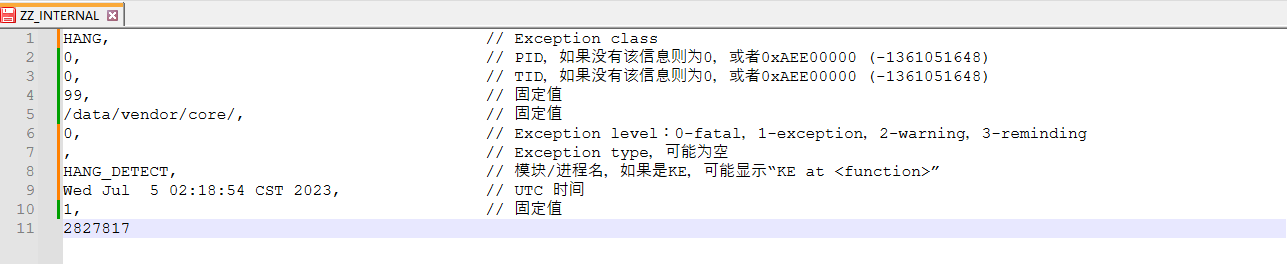 ZZ_INTERNAL
1 HANG, // Exception class
2 0, // PID, 如果没有该信息则为0, 或者0xAEE00000 (-1361051648)
3 0, // TID, 如果没有该信息则为0, 或者0xAEE00000 (-1361051648)
4 99, // 固定值
5 /data/vendor/core/, // 固定值
6 0, // Exception level：0-fatal, 1-exception, 2-warning, 3-reminding
7 , // Exception type, 可能为空
8 HANG_DETECT, // 模块/进程名, 如果是KE, 可能显示“KE at <function>”
9 Wed Jul  5 02:18:54 CST 2023, // UTC 时间
10 1, // 固定值
11 2827817